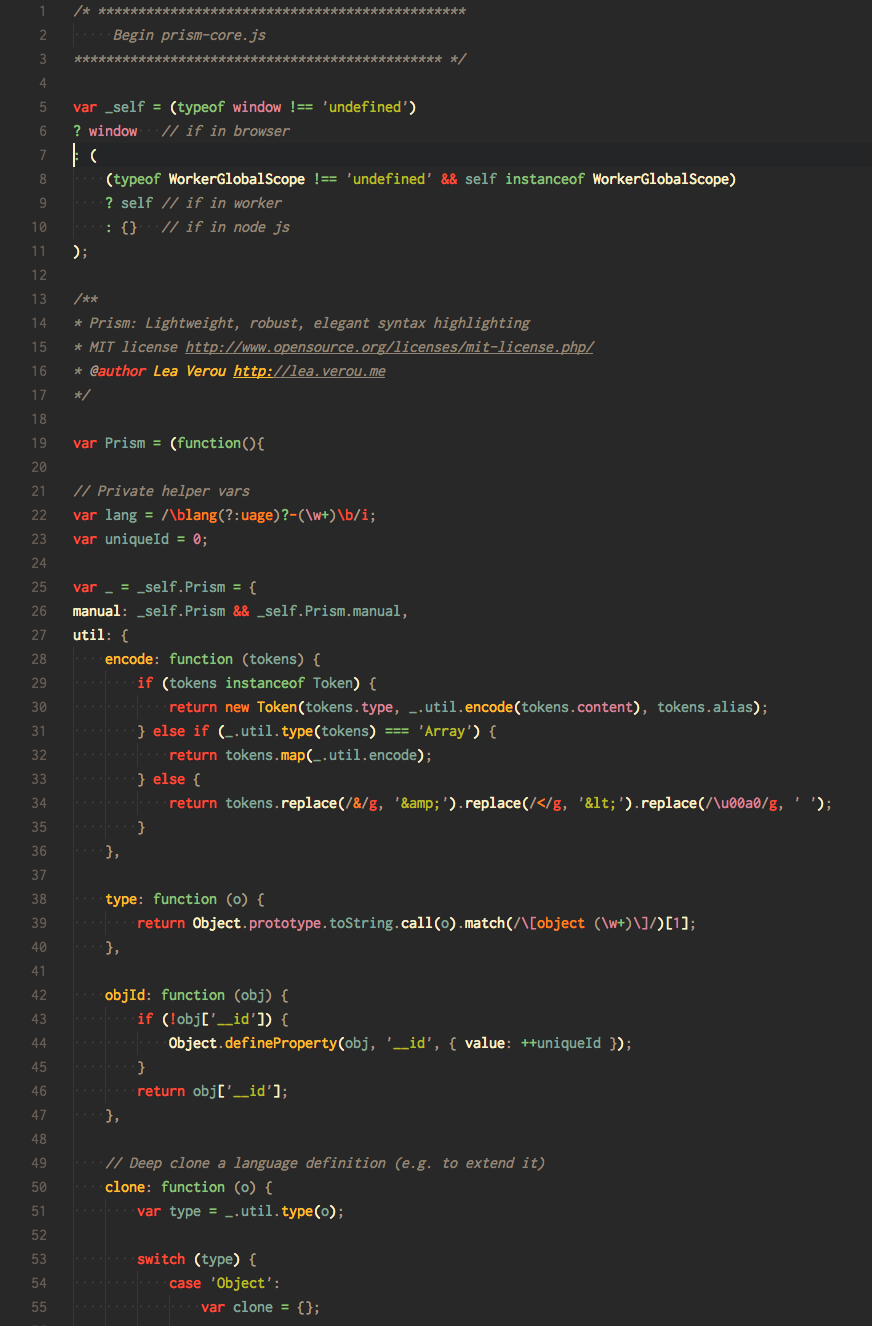 1 /* **********************************************
2 Begin prism-core.js
3 ********************************************** */
4
5 var _self = (typeof window !== 'undefined')
6 ? window // if in browser
7 : (
8 (typeof WorkerGlobalScope !== 'undefined' && self instanceof WorkerGlobalScope)
9 ? self // if in worker
10 : {} // if in node js
11 );
12
13 /**
14 * Prism: Lightweight, robust, elegant syntax highlighting
15 * MIT license http://www.opensource.org/licenses/mit-license.php/
16 * @author Lea Verou http://lea.verou.me
17 */
18
19 var Prism = (function(){
20
21 // Private helper vars
22 var lang = /\blang(?:uage)?-(\w+)\b/i;
23 var uniqueId = 0;
24
25 var _ = _self.Prism = {
26 manual: _self.Prism && _self.Prism.manual,
27 util: {
28 encode: function (tokens) {
29 if (tokens instanceof Token) {
30 return new Token(tokens.type, _.util.encode(tokens.content), tokens.alias);
31 } else if (_.util.type(tokens) === 'Array') {
32 return tokens.map(_.util.encode);
33 } else {
34 return tokens.replace(/&/g, '&amp;').replace(/</g, '&lt;').replace(/\u00a0/g, ' ');
35 }
36 },
37
38 type: function (o) {
39 return Object.prototype.toString.call(o).match(/\[object (\w+)\]/)[1];
40 },
41
42 objId: function (obj) {
43 if (!obj['__id']) {
44 Object.defineProperty(obj, '__id', { value: ++uniqueId });
45 }
46 return obj['__id'];
47 },
48
49 // Deep clone a language definition (e.g. to extend it)
50 clone: function (o) {
51 var type = _.util.type(o);
52
53 switch (type) {
54 case 'Object':
55 var clone = {};